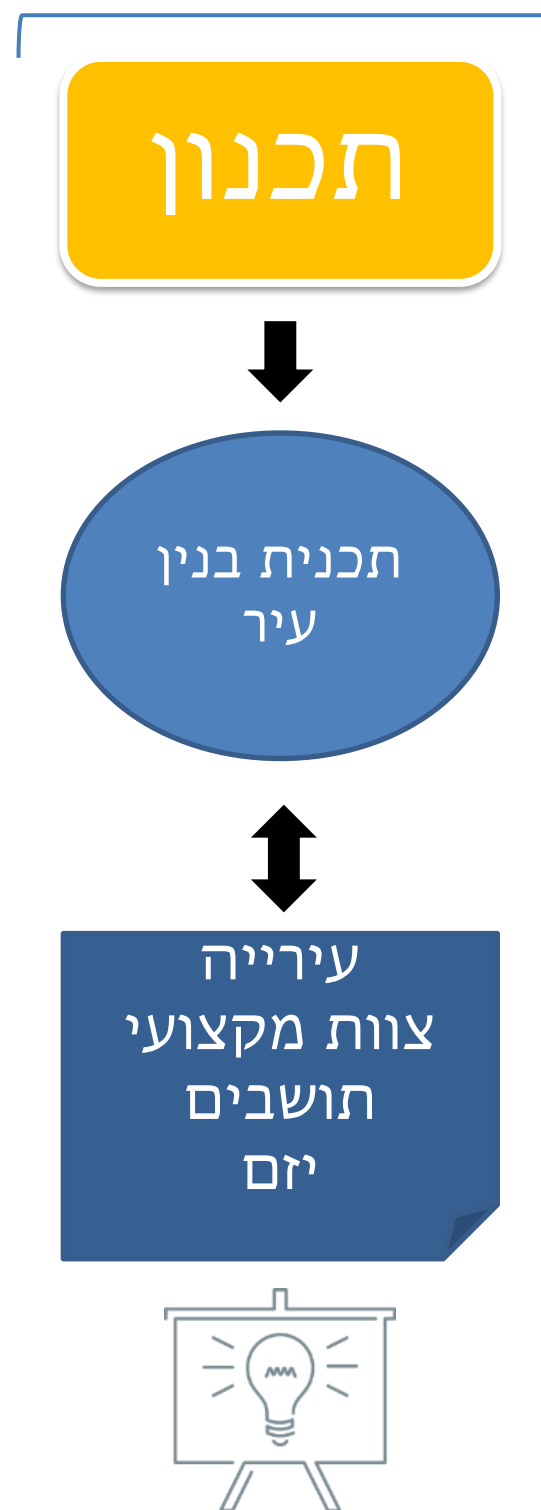 תכנון
תכנית בנין
עיר
עירייה
צוות מקצועי
תושבים
יזם